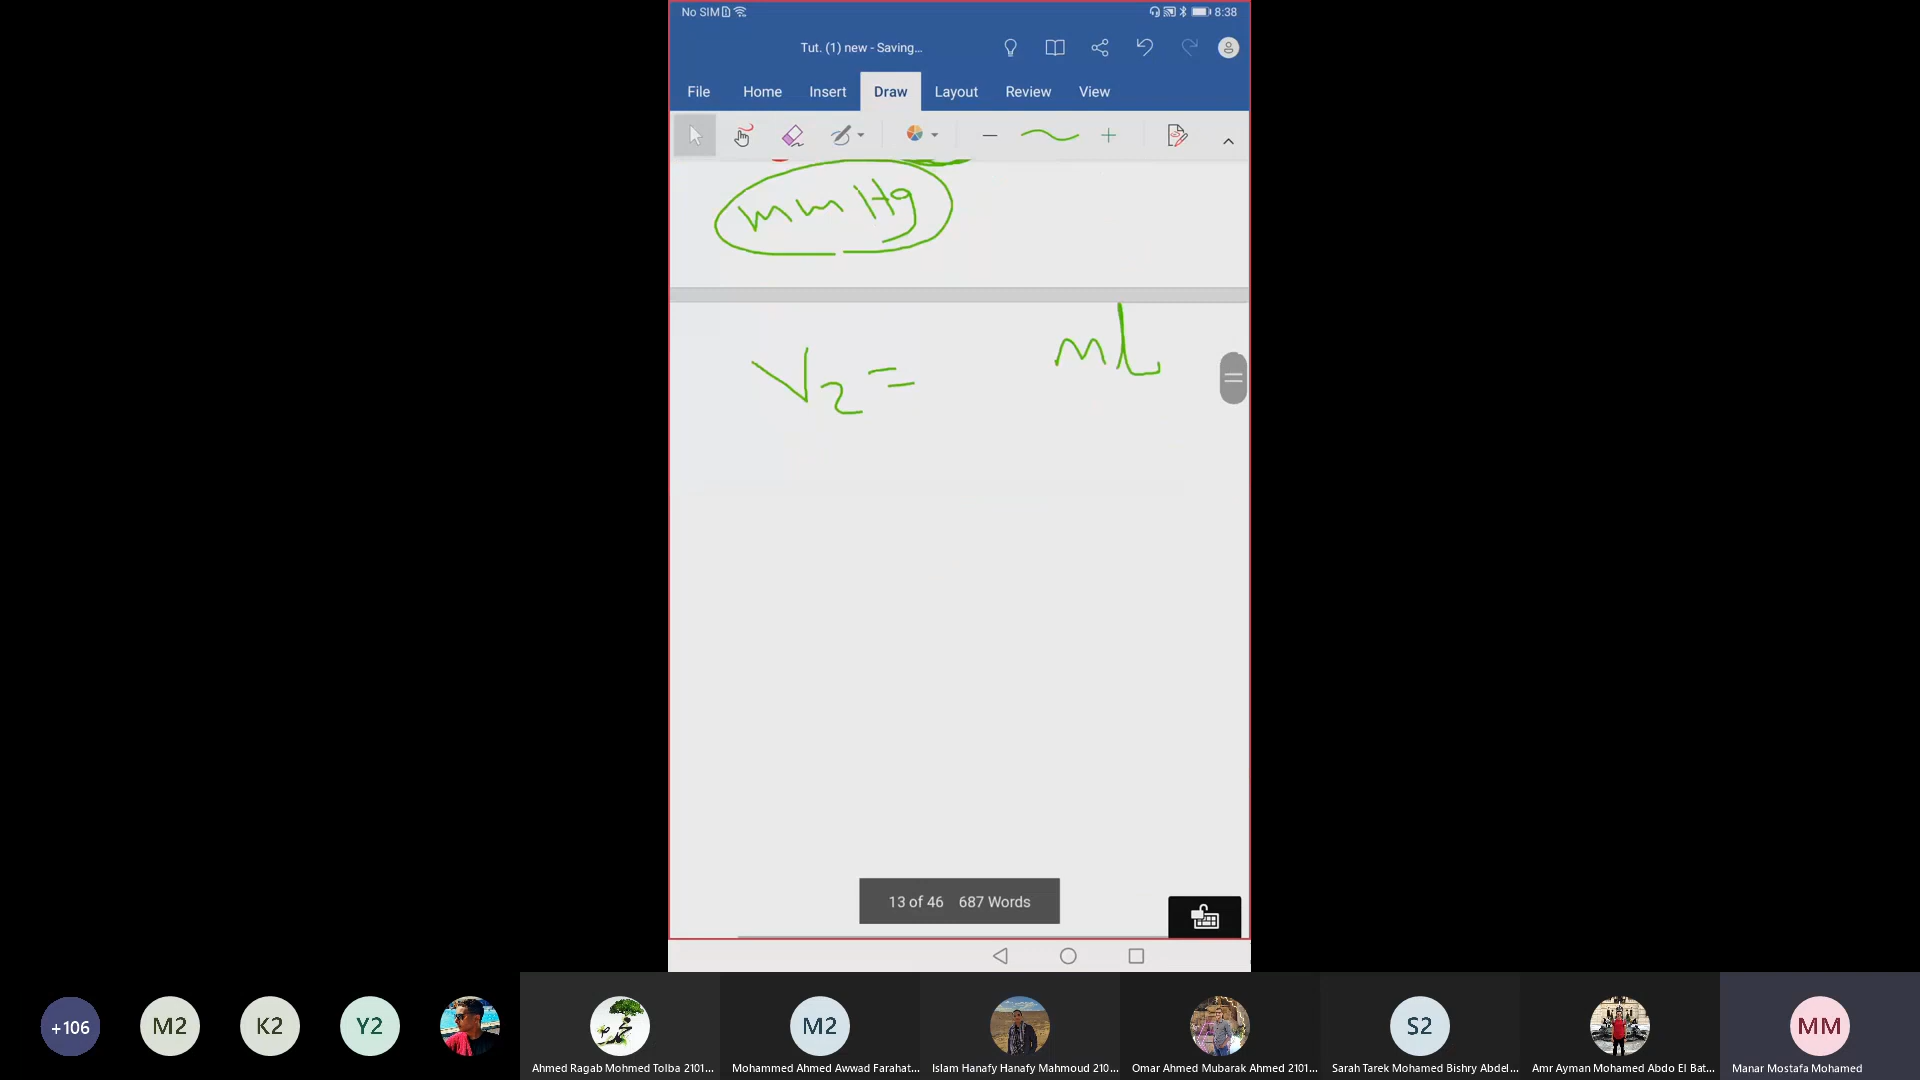 No SIM 8:38
Tut. (1) new - Saving...
File Home Insert Draw Layout Review View
mmHg
mL
V2 =
13 of 46 687 Words
+106 M2 K2 Y2 M2 S2 MM
Ahmed Ragab Mohmed Tolba 2101... Mohammed Ahmed Awwad Farahat... Islam Hanafy Hanafy Mahmoud 210... Omar Ahmed Mubarak Ahmed 2101... Sarah Tarek Mohamed Bishry Abdel... Amr Ayman Mohamed Abdo El Bat... Manar Mostafa Mohamed